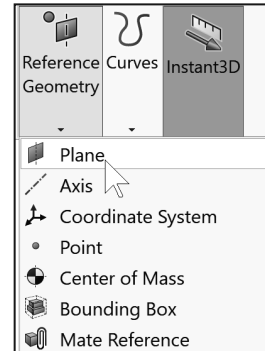 Reference Geometry
Curves
Instant3D
Plane
Axis
Coordinate System
Point
Center of Mass
Bounding Box
Mate Reference